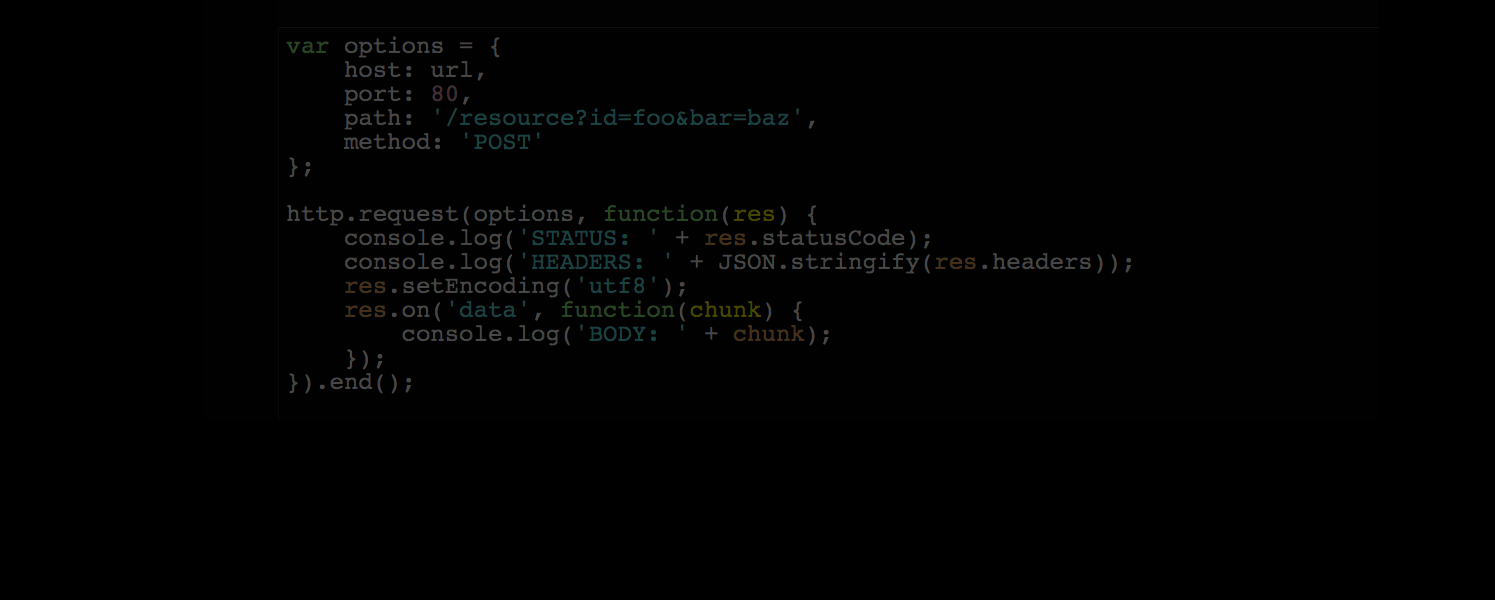 var options = {
    host: url,
    port: 80,
    path: '/resource?id=foo&bar=baz',
    method: 'POST'
};

http.request(options, function(res) {
    console.log('STATUS: ' + res.statusCode);
    console.log('HEADERS: ' + JSON.stringify(res.headers));
    res.setEncoding('utf8');
    res.on('data', function(chunk) {
        console.log('BODY: ' + chunk);
    });
}).end();